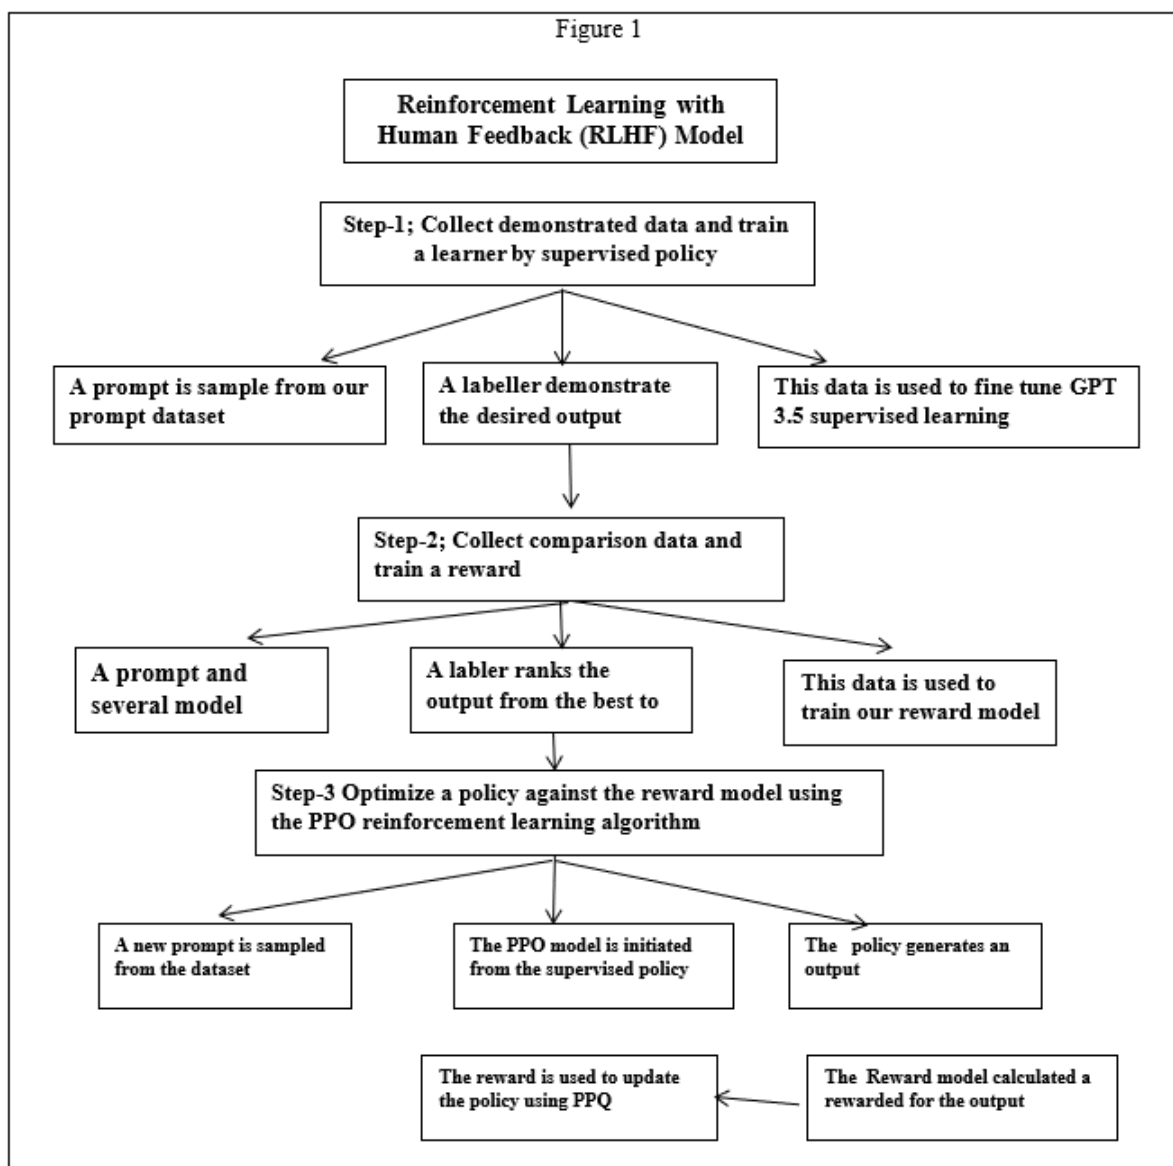 Figure 1
Reinforcement Learning with
Human Feedback (RLHF) Model
Step-1; Collect demonstrated data and train
a learner by supervised policy
A prompt is sample from our
prompt dataset
A labeller demonstrate
the desired output
This data is used to fine tune GPT
3.5 supervised learning
Step-2; Collect comparison data and
train a reward
A prompt and
several model
A labler ranks the
output from the best to
This data is used to
train our reward model
Step-3 Optimize a policy against the reward model using
the PPO reinforcement learning algorithm
A new prompt is sampled
from the dataset
The PPO model is initiated
from the supervised policy
The policy generates an
output
The reward is used to update
the policy using PPQ
The Reward model calculated a
rewarded for the output